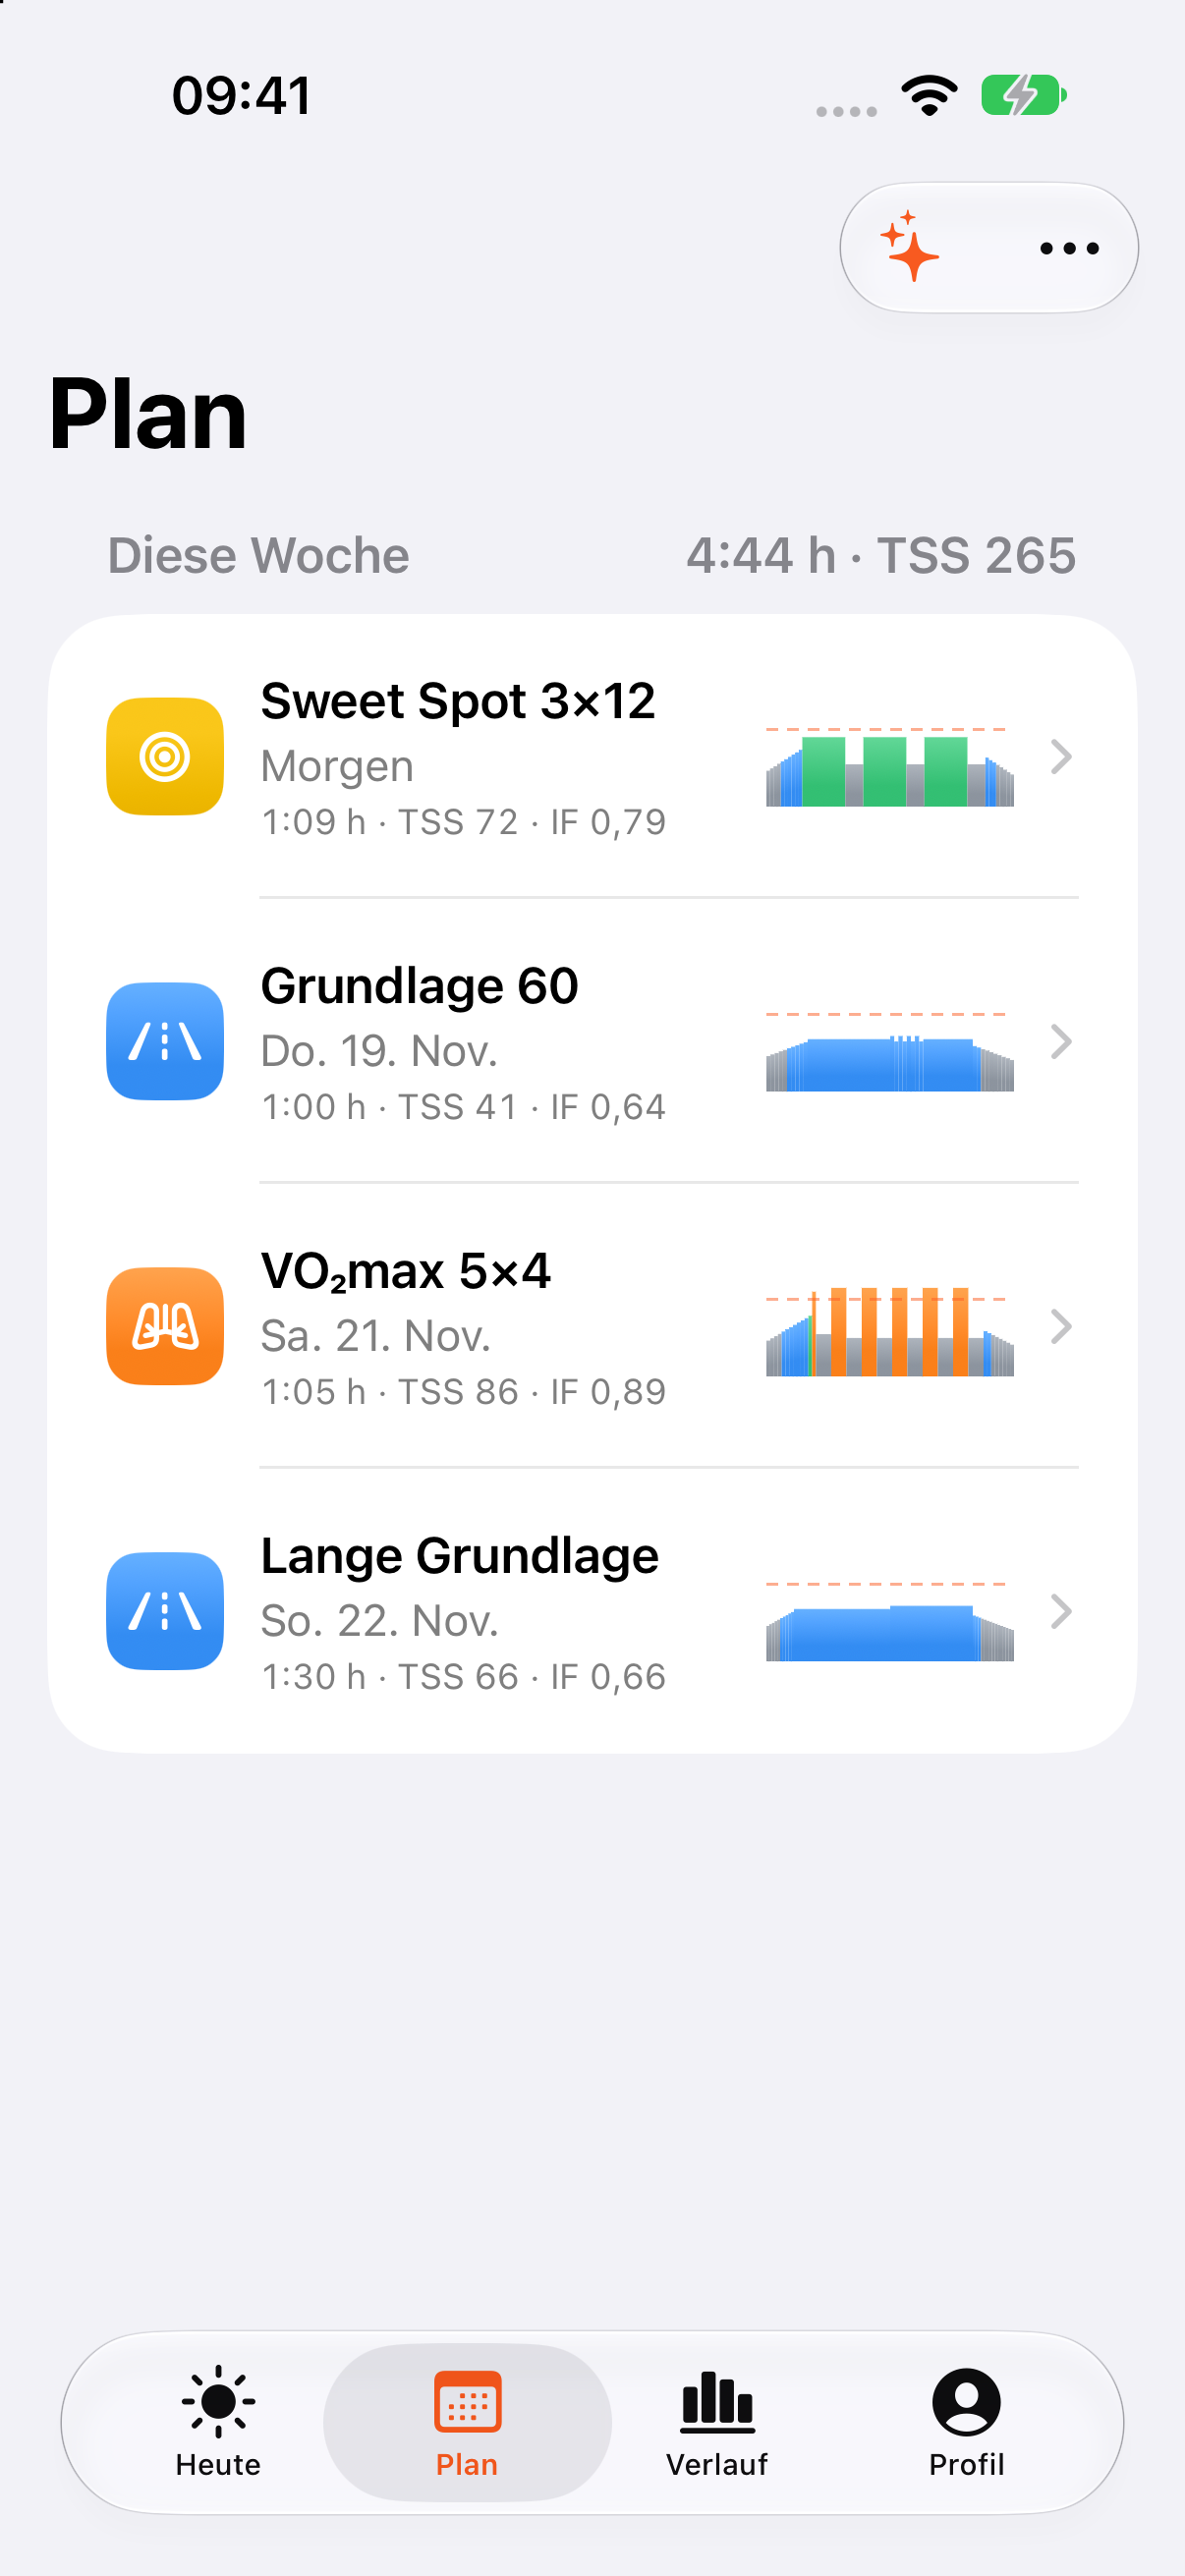 09:41
Plan
Diese Woche 4:44 h · TSS 265
Sweet Spot 3×12
Morgen
1:09 h · TSS 72 · IF 0,79
Grundlage 60
Do. 19. Nov.
1:00 h · TSS 41 · IF 0,64
VO₂max 5×4
Sa. 21. Nov.
1:05 h · TSS 86 · IF 0,89
Lange Grundlage
So. 22. Nov.
1:30 h · TSS 66 · IF 0,66
Heute Plan Verlauf Profil